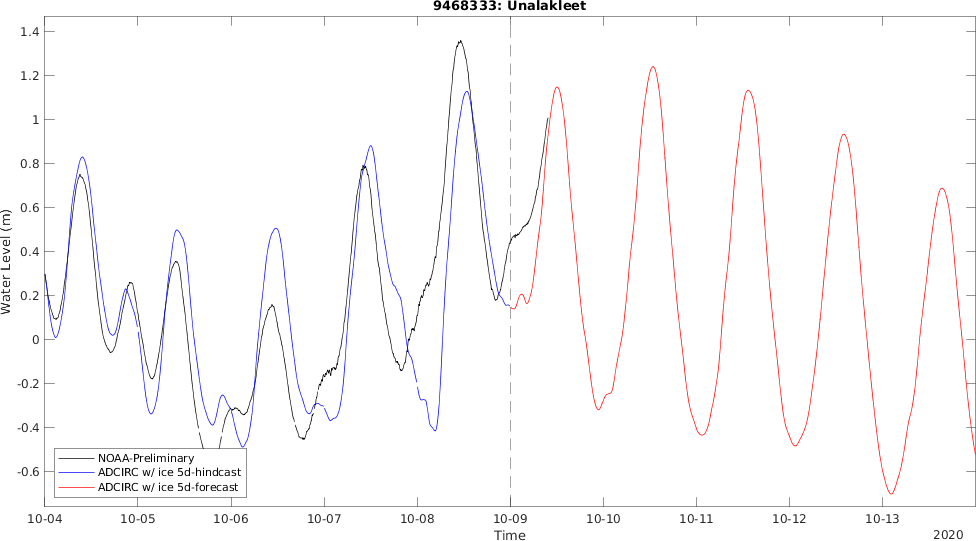 9468333: Unalakleet
Water Level (m)
1.4
1.2
1
0.8
0.6
0.4
0.2
0
-0.2
-0.4
-0.6
NOAA-Preliminary
ADCIRC w/ ice 5d-hindcast
ADCIRC w/ ice 5d-forecast
10-04 10-05 10-06 10-07 10-08 10-09 10-10 10-11 10-12 10-13
Time
2020